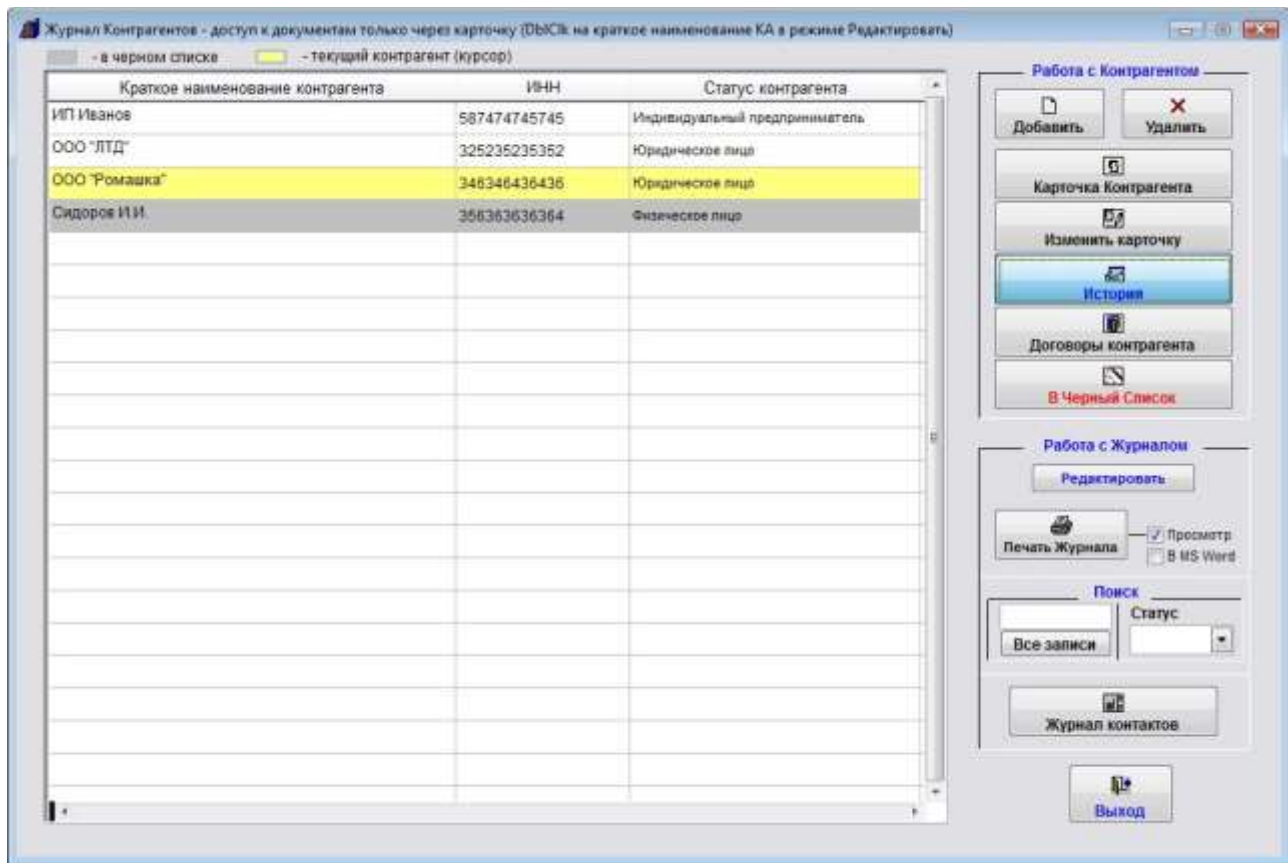 Журнал Контрагентов - доступ к документам только через карточку (DblClk на краткое наименование КА в режиме Редактировать)
- в черном списке - текущий контрагент (курсор)
Краткое наименование контрагента ИНН Статус контрагента
ИП Иванов 587474745745 Индивидуальный предприниматель
ООО "ЛТД" 325235235352 Юридическое лицо
ООО "Ромашка" 346346436436 Юридическое лицо
Сидоров И.И. 356363636364 Физическое лицо
Работа с Контрагентом
Добавить Удалить
Карточка Контрагента
Изменить карточку
История
Договоры контрагента
В Черный Список
Работа с Журналом
Редактировать
Печать Журнала Просмотр
В MS Word
Поиск
Статус
Все записи
Журнал контактов
Выход